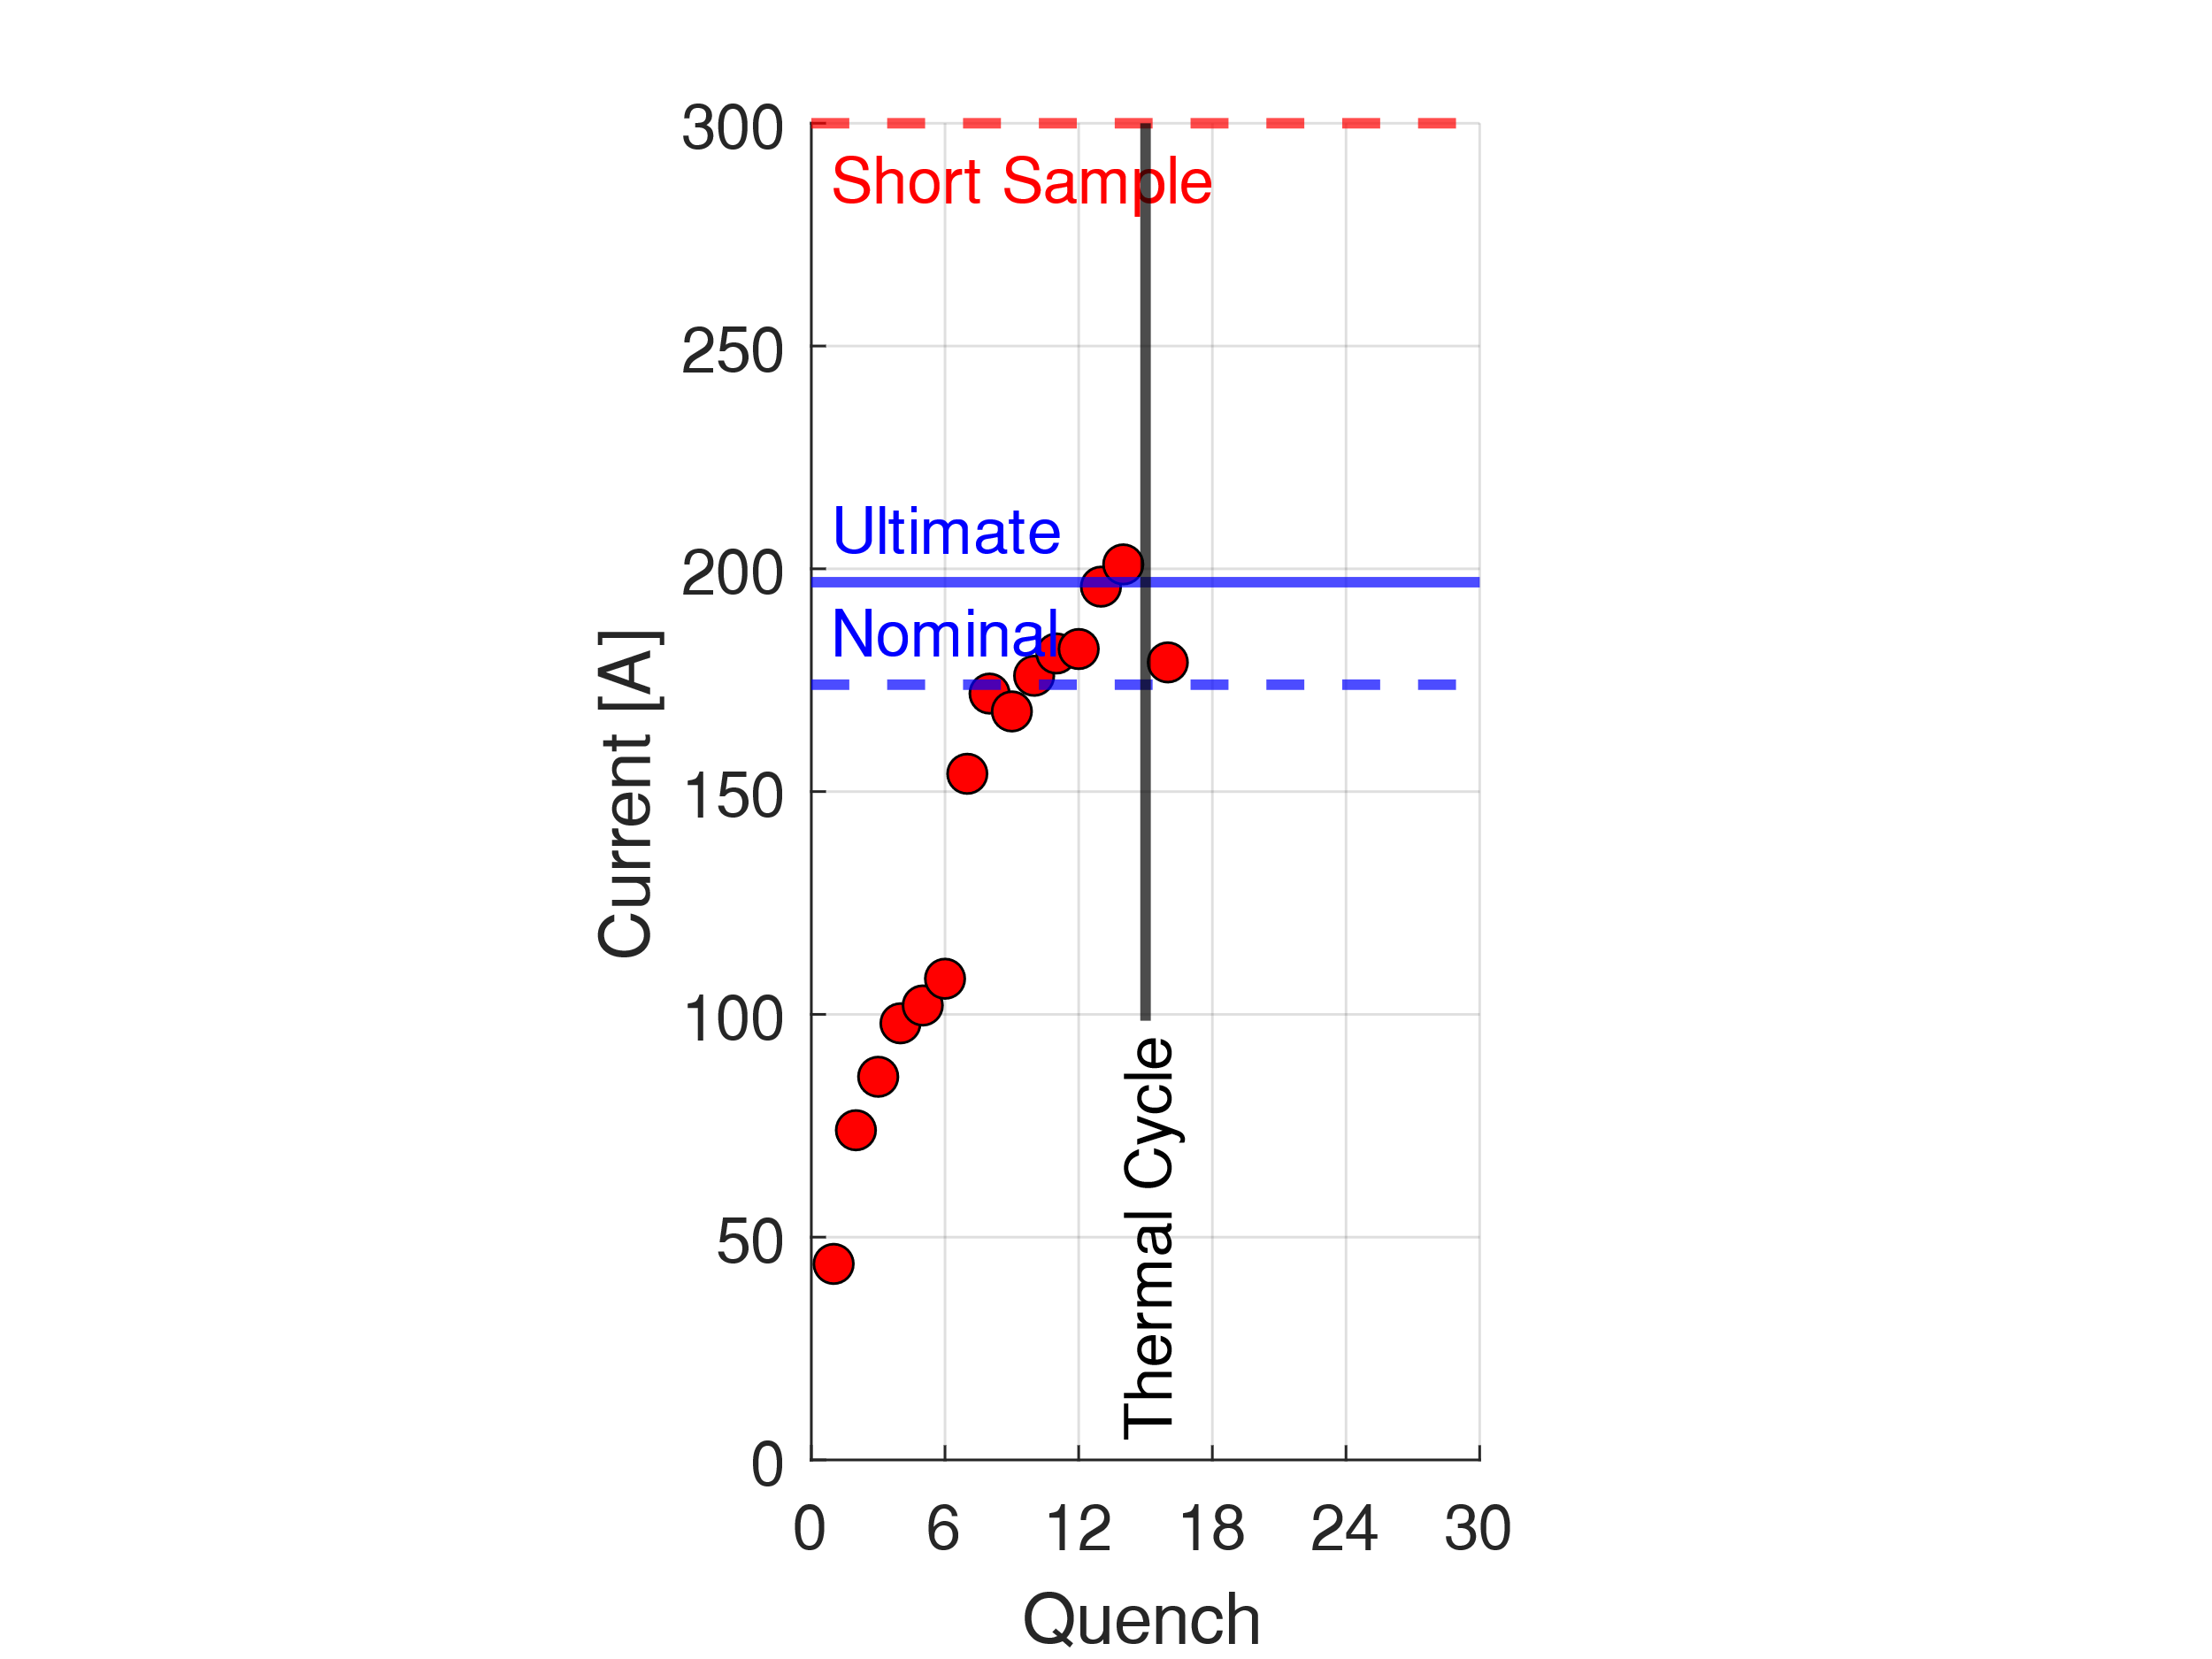 300
Short Sample
250
Ultimate
200
Nominal
150
100
50
0
Current [A]
Thermal Cycle
0 6 12 18 24 30
Quench